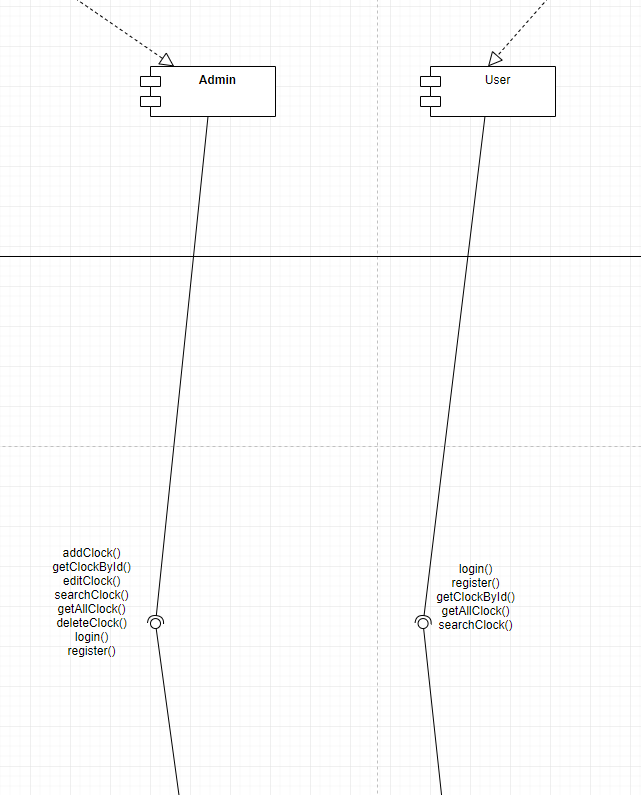 Admin
User
addClock()
getClockById()
editClock()
searchClock()
getAllClock()
deleteClock()
login()
register()
login()
register()
getClockById()
getAllClock()
searchClock()